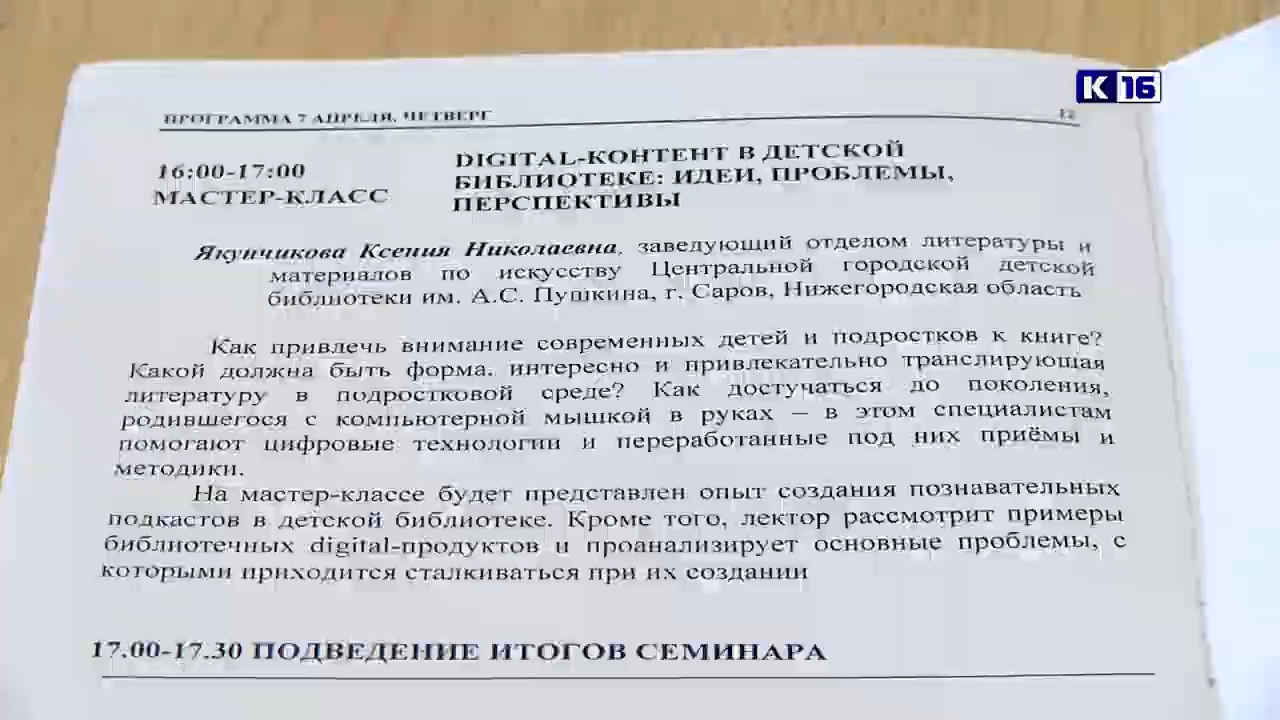 К 16
ПРОГРАММА 7 АПРЕЛЯ, ЧЕТВЕРГ 12
16:00-17:00
МАСТЕР-КЛАСС
DIGITAL-КОНТЕНТ В ДЕТСКОЙ
БИБЛИОТЕКЕ: ИДЕИ, ПРОБЛЕМЫ,
ПЕРСПЕКТИВЫ
Якунчикова Ксения Николаевна, заведующий отделом литературы и
материалов по искусству Центральной городской детской
библиотеки им. А.С. Пушкина, г. Саров, Нижегородская область
Как привлечь внимание современных детей и подростков к книге?
Какой должна быть форма, интересно и привлекательно транслирующая
литературу в подростковой среде? Как достучаться до поколения,
родившегося с компьютерной мышкой в руках – в этом специалистам
помогают цифровые технологии и переработанные под них приёмы и
методики.
На мастер-классе будет представлен опыт создания познавательных
подкастов в детской библиотеке. Кроме того, лектор рассмотрит примеры
библиотечных digital-продуктов и проанализирует основные проблемы, с
которыми приходится сталкиваться при их создании
17.00-17.30 ПОДВЕДЕНИЕ ИТОГОВ СЕМИНАРА